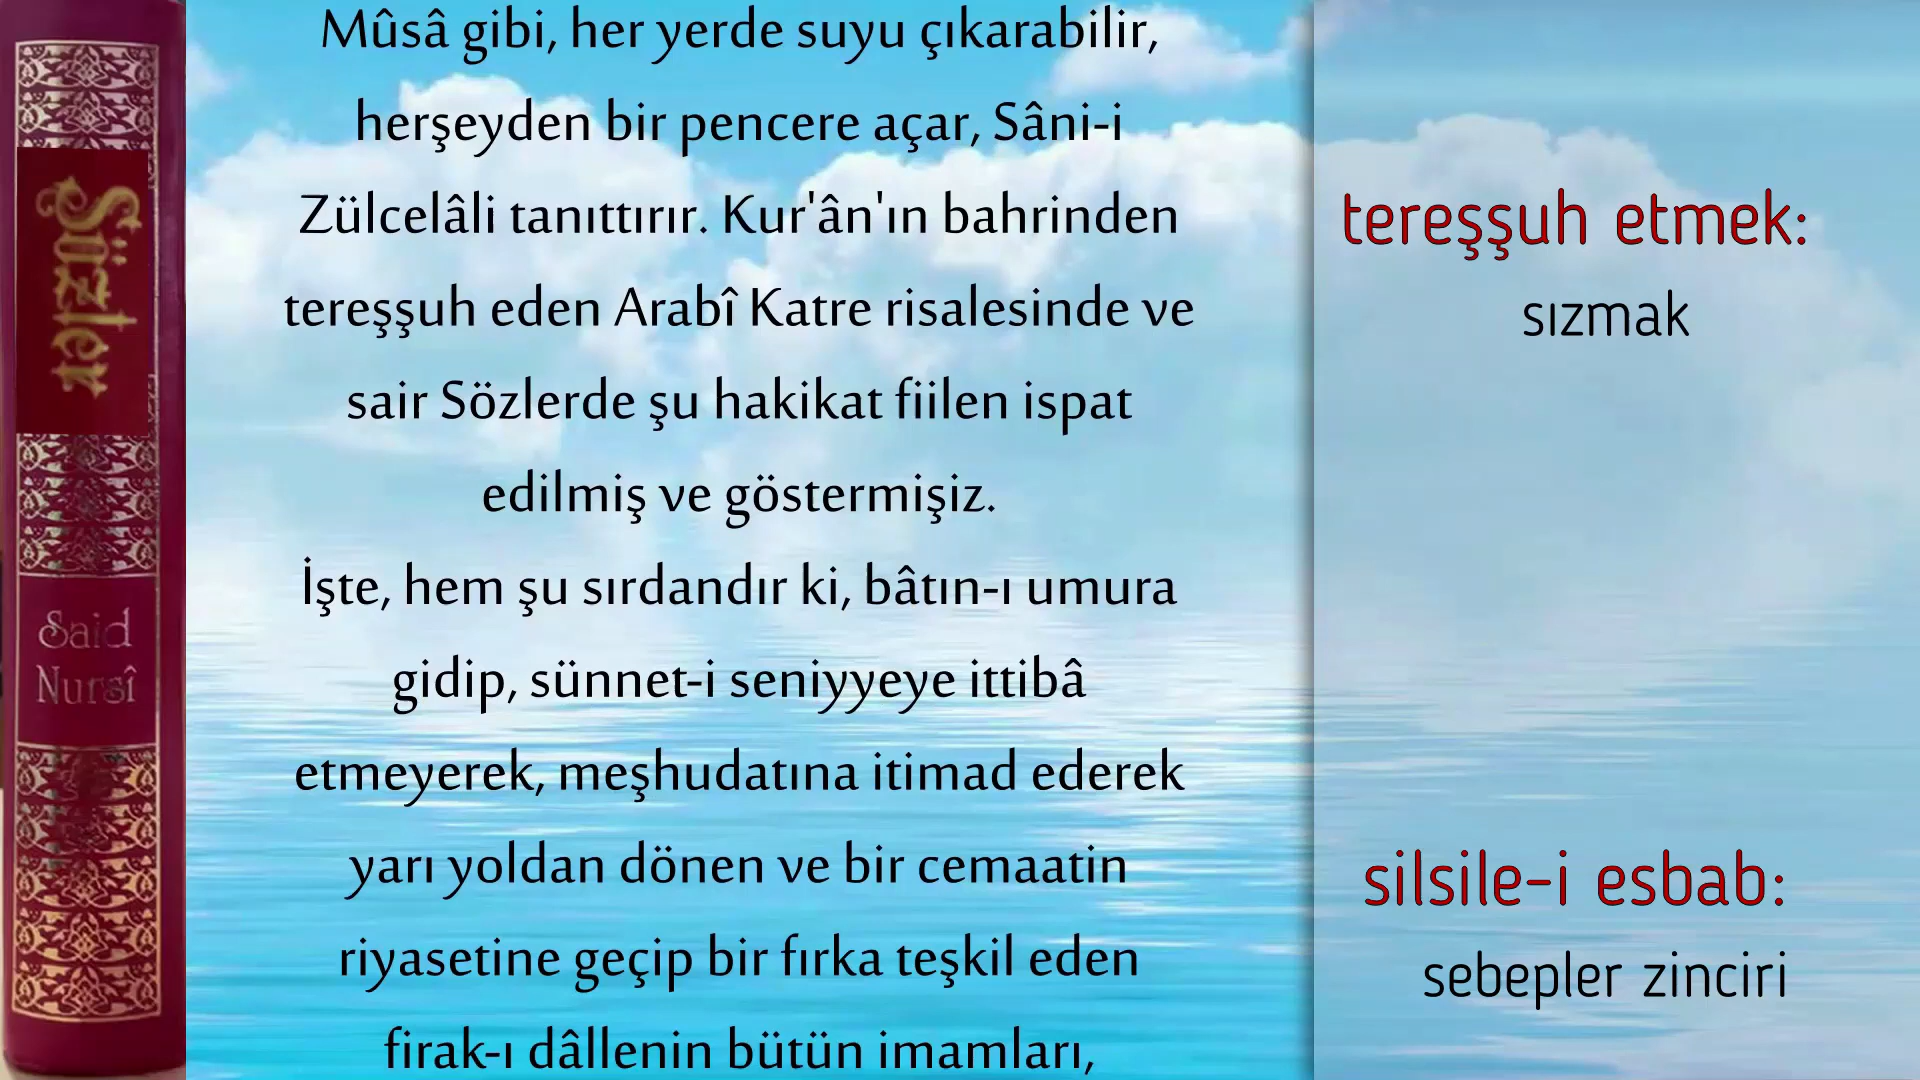 Sözler
Said
Nursî
Mûsâ gibi, her yerde suyu çıkarabilir,
herşeyden bir pencere açar, Sâni-i
Zülcelâli tanıttırır. Kur'ân'ın bahrinden
tereşşuh eden Arabî Katre risalesinde ve
sair Sözlerde şu hakikat fiilen ispat
edilmiş ve göstermişiz.
İşte, hem şu sırdandır ki, bâtın-ı umura
gidip, sünnet-i seniyyeye ittibâ
etmeyerek, meşhudatına itimad ederek
yarı yoldan dönen ve bir cemaatin
riyasetine geçip bir fırka teşkil eden
firak-ı dâllenin bütün imamları,
tereşşuh etmek:
sızmak
silsile-i esbab:
sebepler zinciri